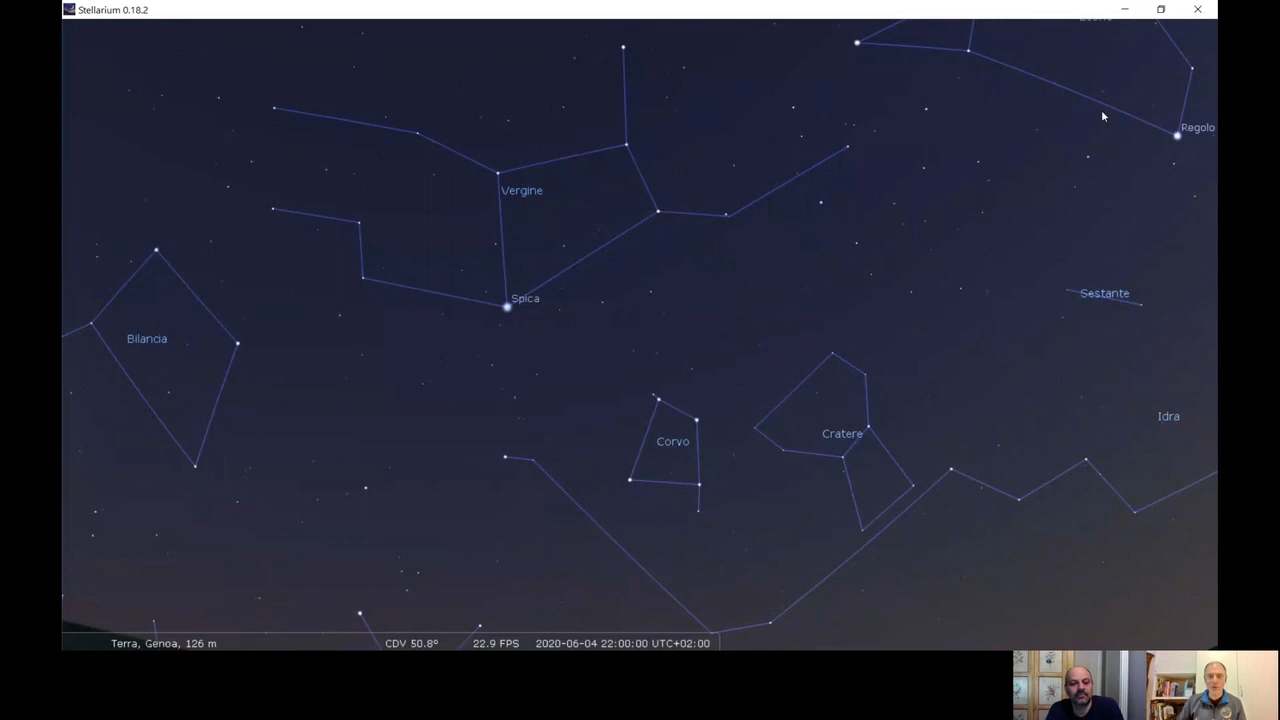 Stellarium 0.18.2
Regolo
Vergine
Spica
Sestante
Bilancia
Idra
Cratere
Corvo
Terra, Genoa, 126 m CDV 50.8° 22.9 FPS 2020-06-04 22:00:00 UTC+02:00